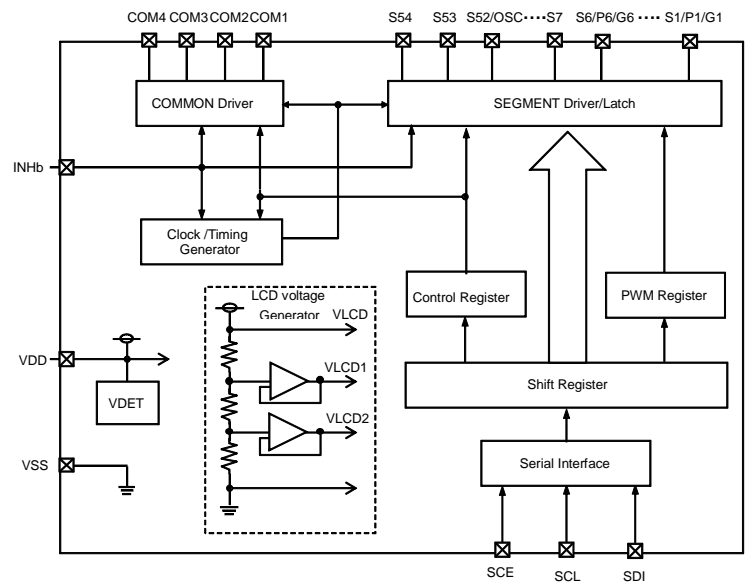 COM4 COM3 COM2 COM1 S54 S53 S52/OSC····S7 S6/P6/G6 ···· S1/P1/G1
COMMON Driver
SEGMENT Driver/Latch
INHb
Clock /Timing
Generator
LCD voltage
Generator
VLCD
Control Register
PWM Register
VDD
VDET
VLCD1
Shift Register
VLCD2
VSS
Serial Interface
SCE SCL SDI